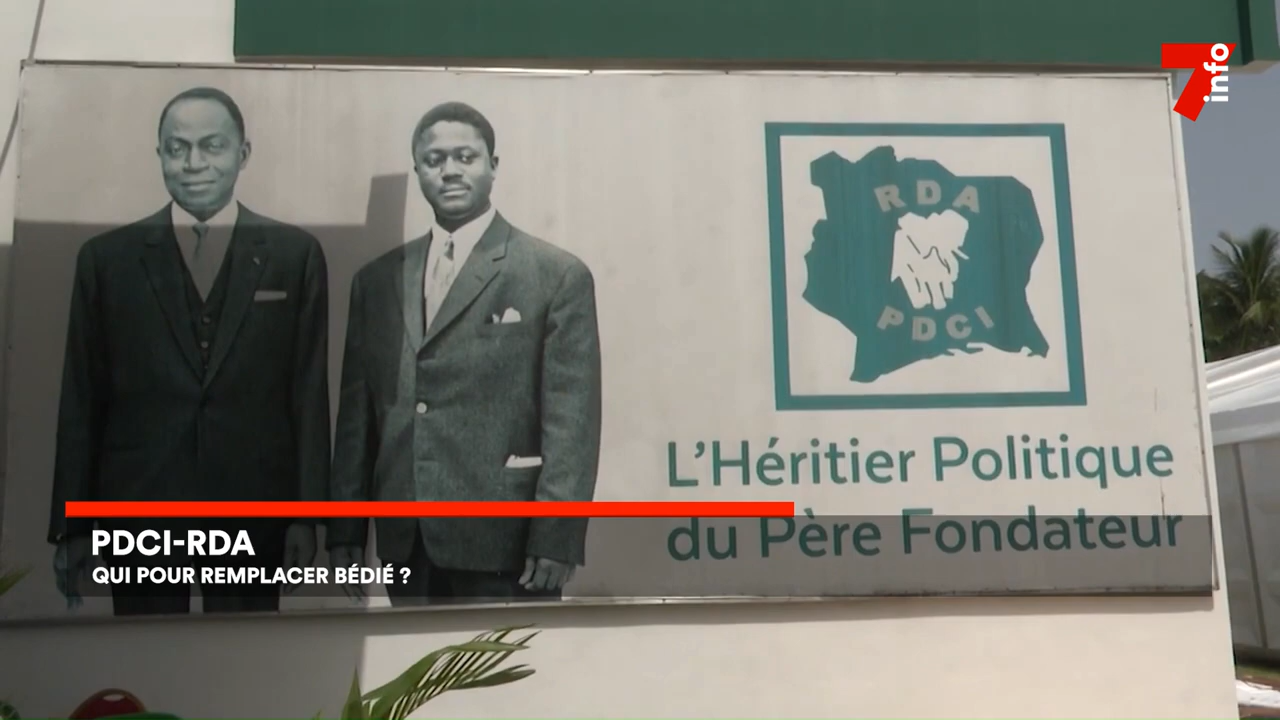 7
info
RDA
PDCI
L'Héritier Politique
du Père Fondateur
PDCI-RDA
QUI POUR REMPLACER BÉDIÉ ?